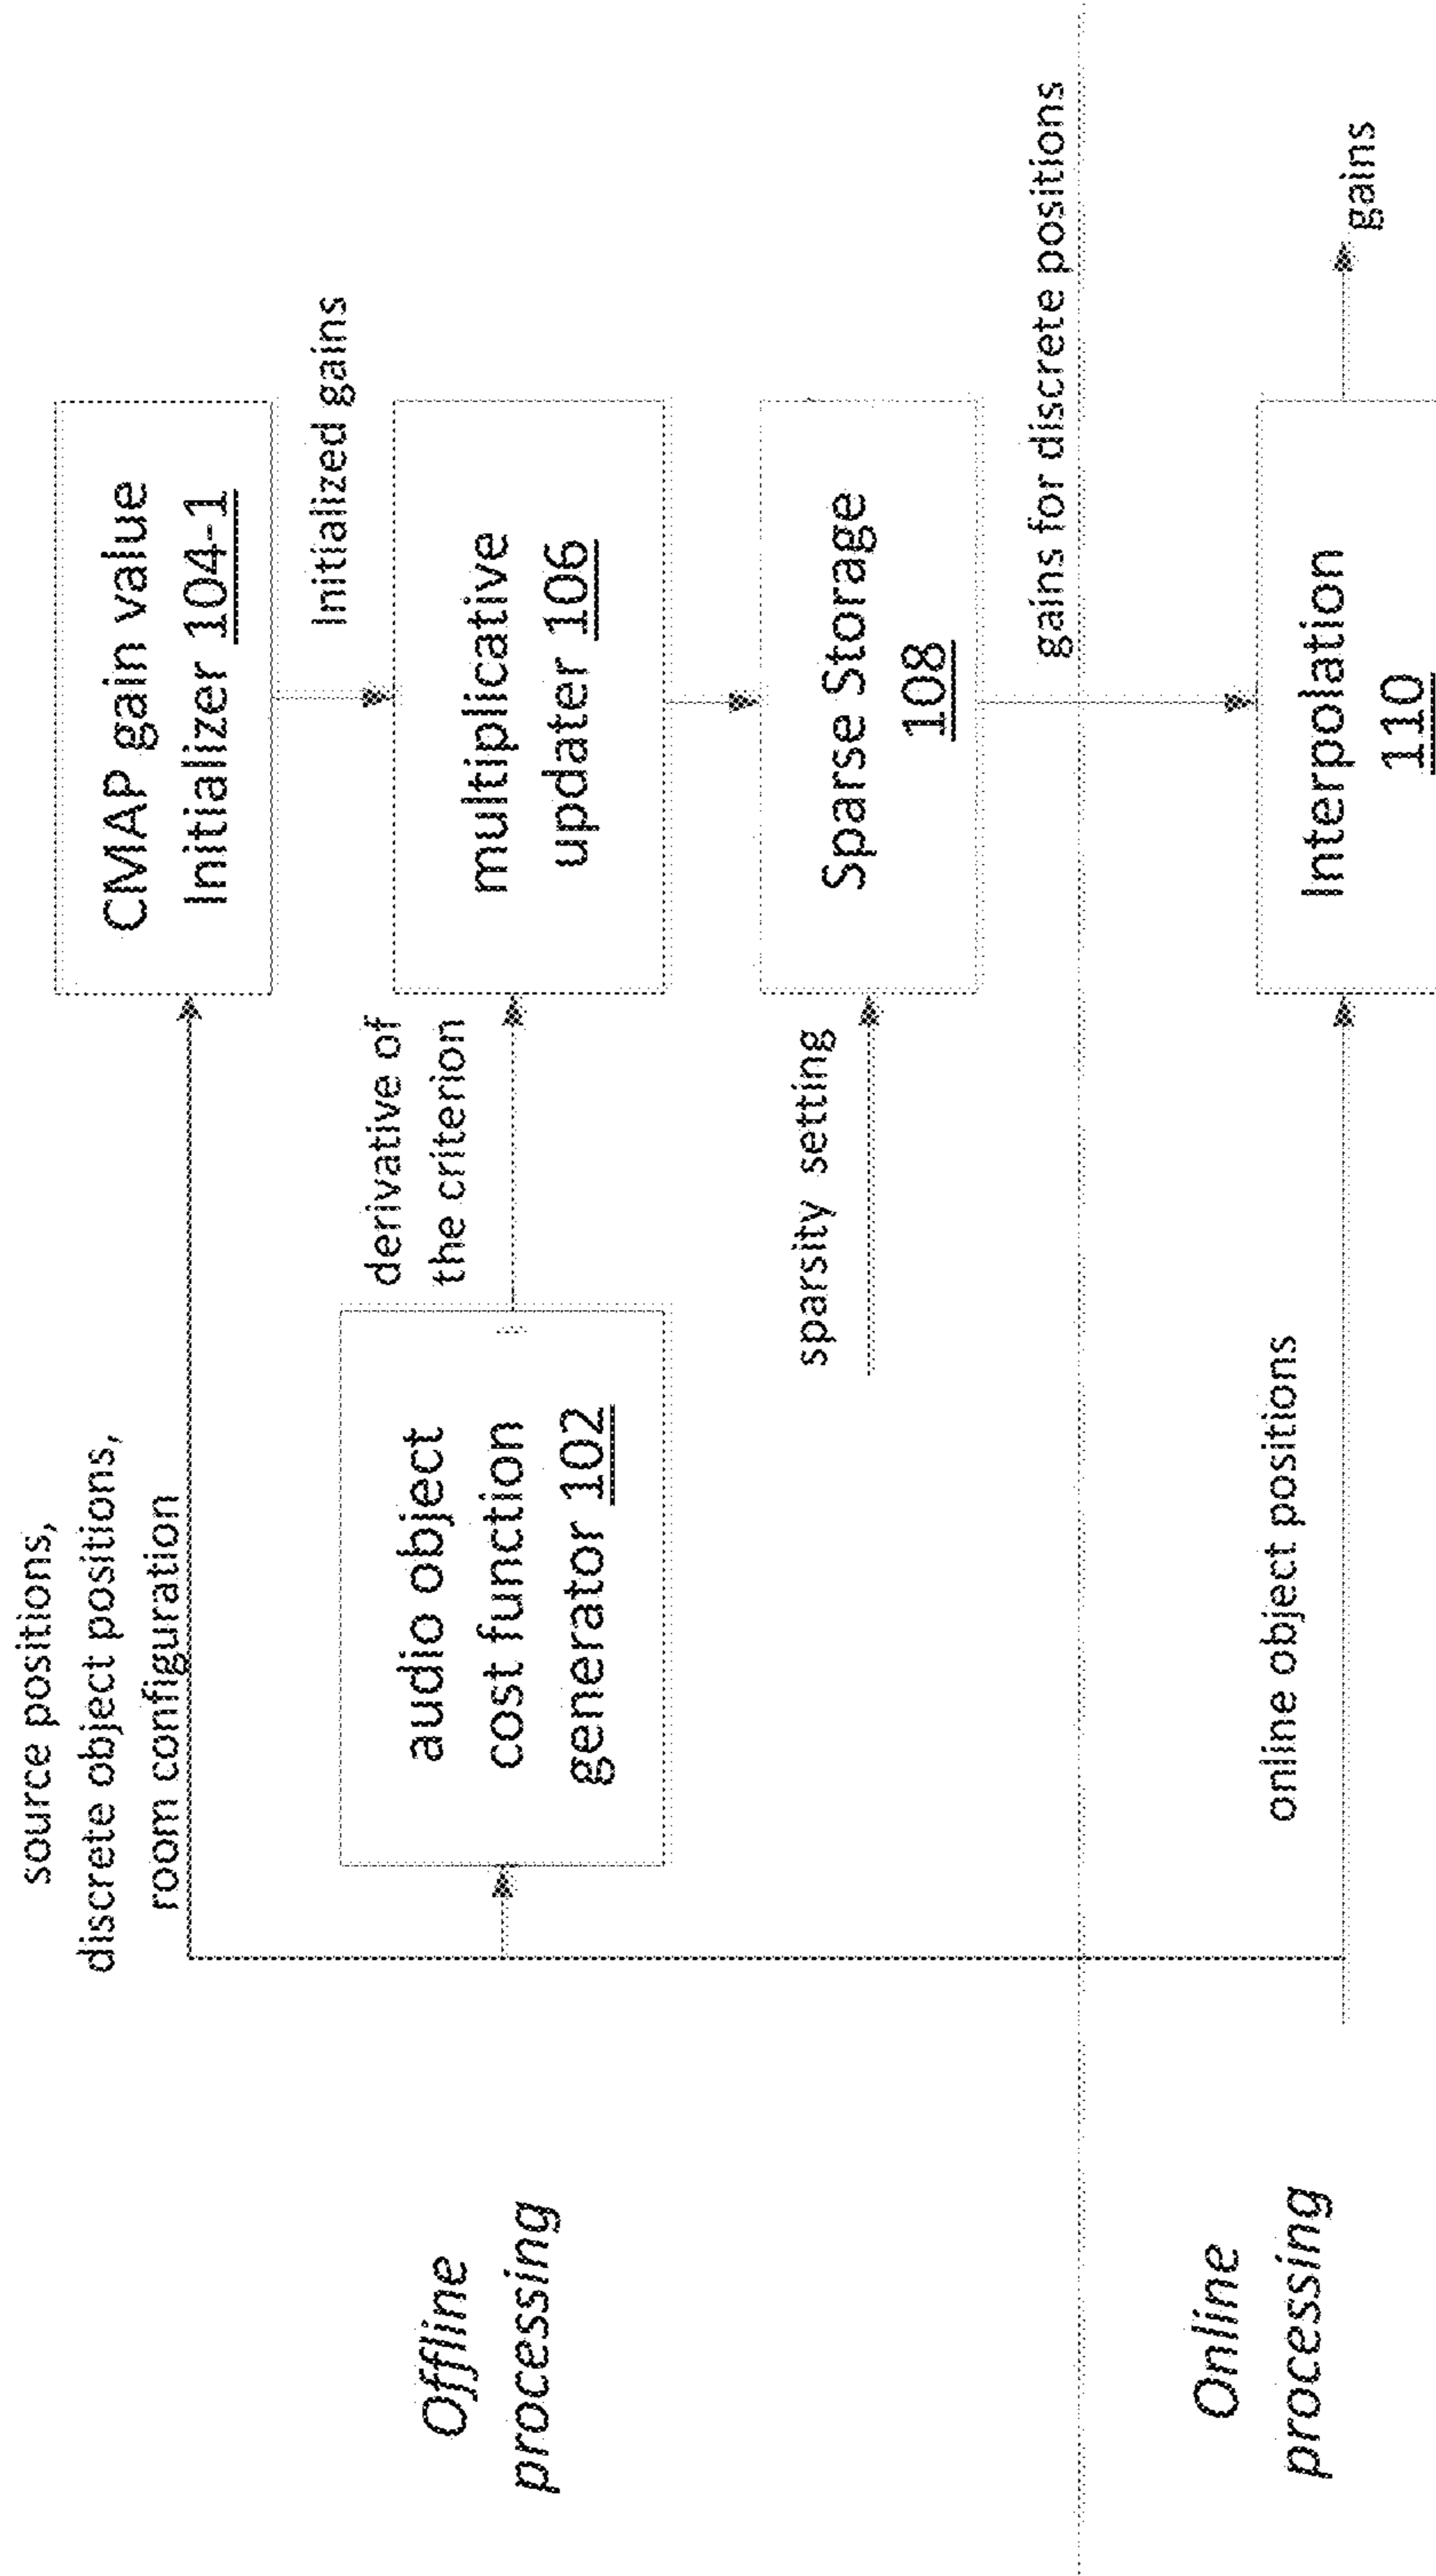 source positions,
discrete object positions,
room configuration
CMAP gain value
Initializer 104-1
Initialized gains
Offline
processing
audio object
cost function
generator 102
derivative of
the criterion
multiplicative
updater 106
sparsity setting
Sparse Storage
108
gains for discrete positions
Online
processing
online object positions
Interpolation
110
gains